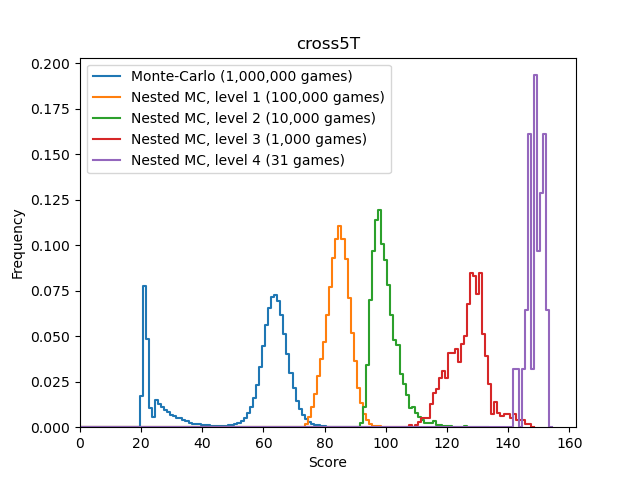 cross5T
Frequency
0.200
0.175
0.150
0.125
0.100
0.075
0.050
0.025
0.000
Monte-Carlo (1,000,000 games)
Nested MC, level 1 (100,000 games)
Nested MC, level 2 (10,000 games)
Nested MC, level 3 (1,000 games)
Nested MC, level 4 (31 games)
0 20 40 60 80 100 120 140 160
Score